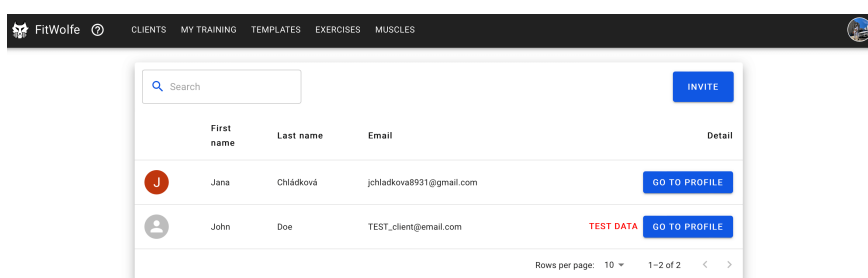 FitWolfe ? CLIENTS MY TRAINING TEMPLATES EXERCISES MUSCLES
Search INVITE
First name Last name Email Detail
J Jana Chládková jchladkova8931@gmail.com GO TO PROFILE
John Doe TEST_client@email.com TEST DATA GO TO PROFILE
Rows per page: 10 1–2 of 2